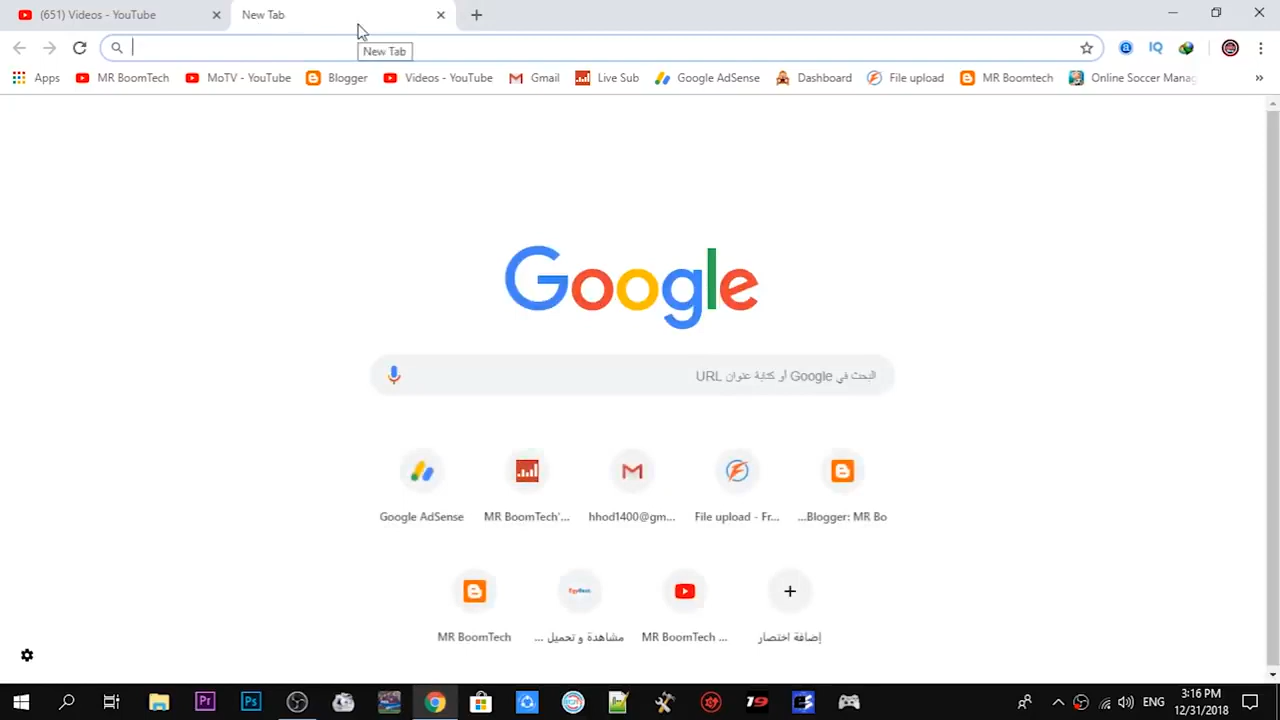 (651) Videos - YouTube
New Tab
New Tab
Apps
MR BoomTech
MoTV - YouTube
Blogger
Videos - YouTube
Gmail
Live Sub
Google AdSense
Dashboard
File upload
MR Boomtech
Online Soccer Manag
Google
البحث في Google أو كتابة عنوان URL
Google AdSense
MR BoomTech'...
hhod1400@gm...
File upload - Fr...
...Blogger: MR Bo
MR BoomTech
مشاهدة و تحميل ...
MR BoomTech ...
إضافة اختصار
Pr
Ps
19
ENG
3:16 PM
12/31/2018